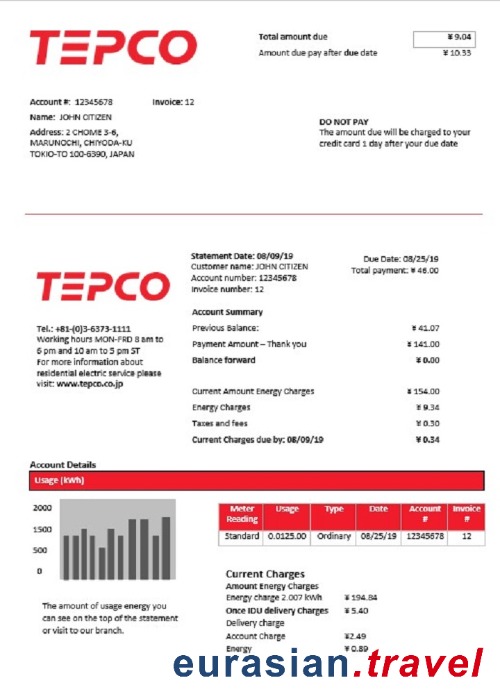 TEPCO
Total amount due ¥ 9.04
Amount due pay after due date ¥ 10.33
Account #: 12345678 Invoice: 12
Name: JOHN CITIZEN
Address: 2 CHOME 3-6,
MARUNOCHI, CHIYODA-KU
TOKIO-TO 100-6390, JAPAN
DO NOT PAY
The amount due will be charged to your
credit card 1 day after your due date
TEPCO
Tel.: +81-(0)3-6373-1111
Working hours MON-FRD 8 am to
6 pm and 10 am to 5 pm ST
For more information about
residential electric service please
visit: www.tepco.co.jp
Statement Date: 08/09/19
Customer name: JOHN CITIZEN
Account number: 12345678
Invoice number: 12
Due Date: 08/25/19
Total payment: ¥ 46.00
Account Summary
Previous Balance: ¥ 41.07
Payment Amount – Thank you ¥ 141.00
Balance forward ¥ 0.00
Current Amount Energy Charges ¥ 154.00
Energy Charges ¥ 9.34
Taxes and fees ¥ 0.30
Current Charges due by: 08/09/19 ¥ 0.34
Account Details
Usage (kWh)
2000
1500
500
0
The amount of usage energy you
can see on the top of the statement
or visit to our branch.
Meter Reading Usage Type Date Account # Invoice #
Standard 0.0125.00 Ordinary 08/25/19 12345678 12
Current Charges
Amount Energy Charges
Energy charge 2.007 kWh ¥ 194.84
Once IDU delivery Charges ¥ 5.40
Delivery charge
Account Charge ¥2.49
Energy ¥ 0.89
eurasian.travel